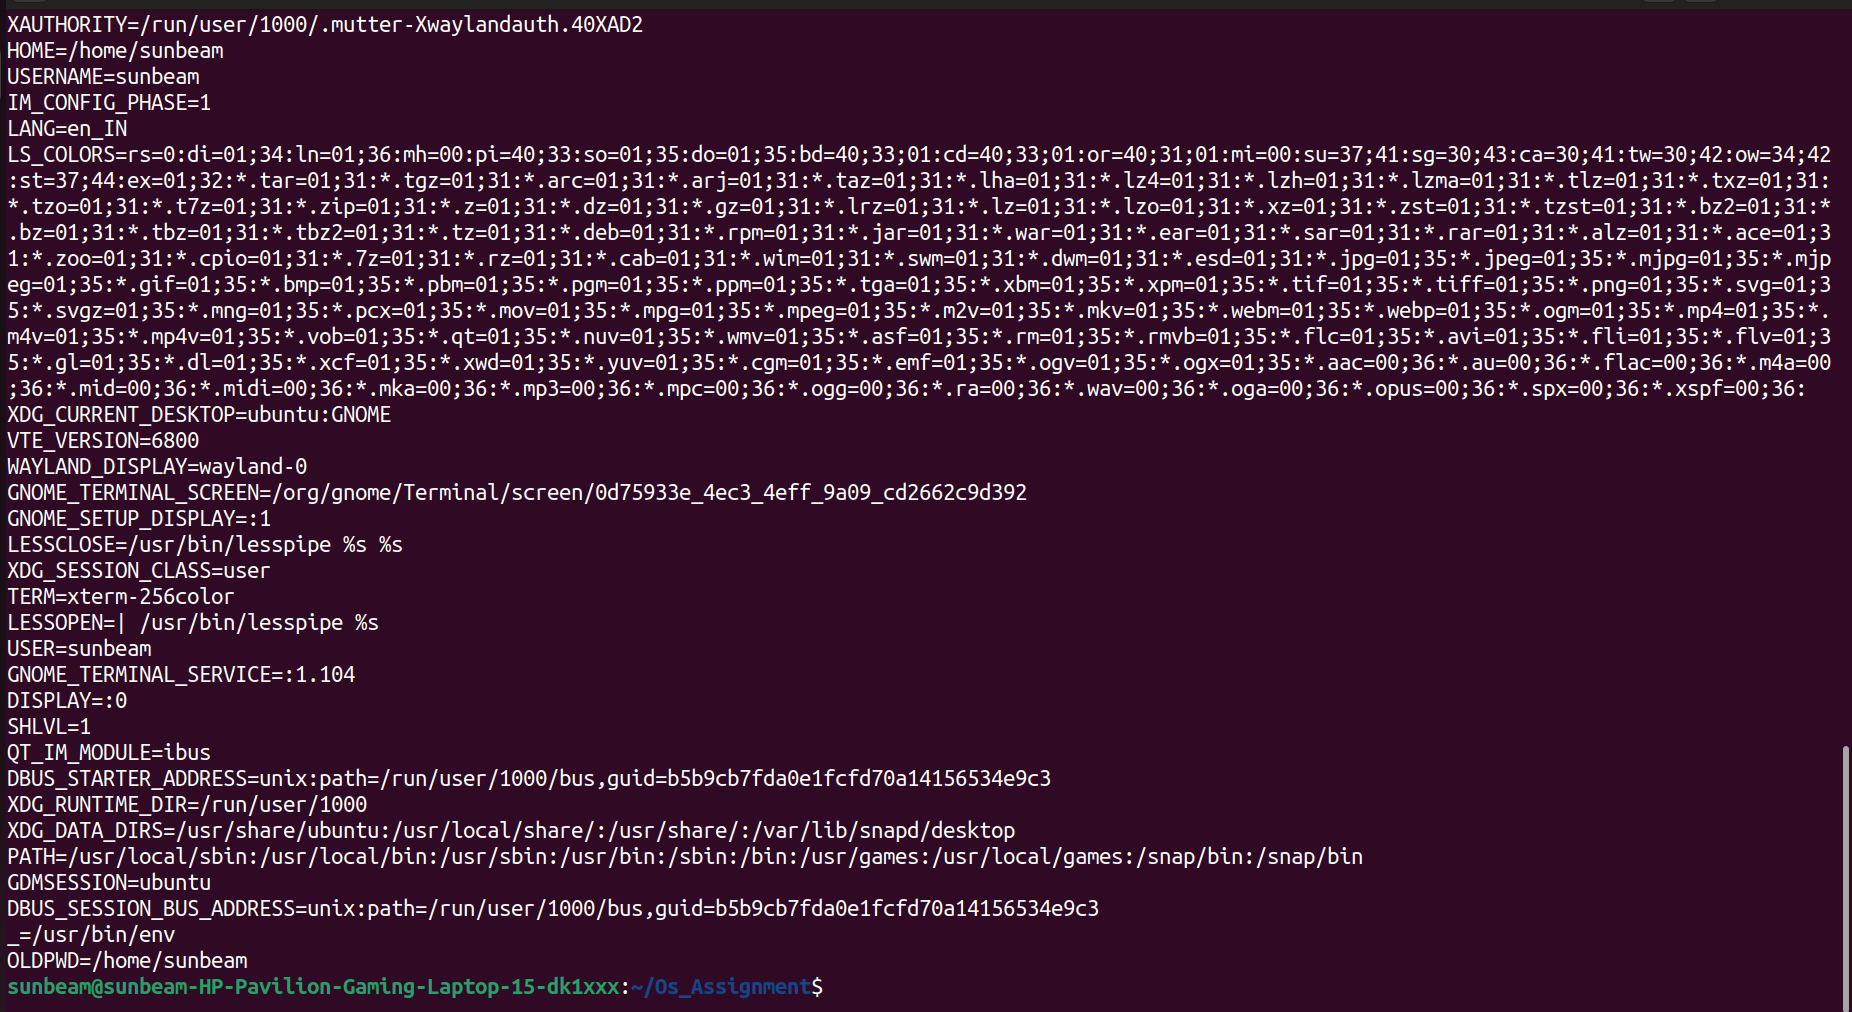 XAUTHORITY=/run/user/1000/.mutter-Xwaylandauth.40XAD2
HOME=/home/sunbeam
USERNAME=sunbeam
IM_CONFIG_PHASE=1
LANG=en_IN
LS_COLORS=rs=0:di=01;34:ln=01;36:mh=00:pi=40;33:so=01;35:do=01;35:bd=40;33;01:cd=40;33;01:or=40;31;01:mi=00:su=37;41:sg=30;43:ca=30;41:tw=30;42:ow=34;42
:st=37;44:ex=01;32:*.tar=01;31:*.tgz=01;31:*.arc=01;31:*.arj=01;31:*.taz=01;31:*.lha=01;31:*.lz4=01;31:*.lzh=01;31:*.lzma=01;31:*.tlz=01;31:*.txz=01;31:
*.tzo=01;31:*.t7z=01;31:*.zip=01;31:*.z=01;31:*.dz=01;31:*.gz=01;31:*.lrz=01;31:*.lz=01;31:*.lzo=01;31:*.xz=01;31:*.zst=01;31:*.tzst=01;31:*.bz2=01;31:*
.bz=01;31:*.tbz=01;31:*.tbz2=01;31:*.tz=01;31:*.deb=01;31:*.rpm=01;31:*.jar=01;31:*.war=01;31:*.ear=01;31:*.sar=01;31:*.rar=01;31:*.alz=01;31:*.ace=01;3
1:*.zoo=01;31:*.cpio=01;31:*.7z=01;31:*.rz=01;31:*.cab=01;31:*.wim=01;31:*.swm=01;31:*.dwm=01;31:*.esd=01;31:*.jpg=01;35:*.jpeg=01;35:*.mjpg=01;35:*.mjp
eg=01;35:*.gif=01;35:*.bmp=01;35:*.pbm=01;35:*.pgm=01;35:*.ppm=01;35:*.tga=01;35:*.xbm=01;35:*.xpm=01;35:*.tif=01;35:*.tiff=01;35:*.png=01;35:*.svg=01;3
5:*.svgz=01;35:*.mng=01;35:*.pcx=01;35:*.mov=01;35:*.mpg=01;35:*.mpeg=01;35:*.m2v=01;35:*.mkv=01;35:*.webm=01;35:*.webp=01;35:*.ogm=01;35:*.mp4=01;35:*.
m4v=01;35:*.mp4v=01;35:*.vob=01;35:*.qt=01;35:*.nuv=01;35:*.wmv=01;35:*.asf=01;35:*.rm=01;35:*.rmvb=01;35:*.flc=01;35:*.avi=01;35:*.fli=01;35:*.flv=01;3
5:*.gl=01;35:*.dl=01;35:*.xcf=01;35:*.xwd=01;35:*.yuv=01;35:*.cgm=01;35:*.emf=01;35:*.ogv=01;35:*.ogx=01;35:*.aac=00;36:*.au=00;36:*.flac=00;36:*.m4a=00
;36:*.mid=00;36:*.midi=00;36:*.mka=00;36:*.mp3=00;36:*.mpc=00;36:*.ogg=00;36:*.ra=00;36:*.wav=00;36:*.oga=00;36:*.opus=00;36:*.spx=00;36:*.xspf=00;36:
XDG_CURRENT_DESKTOP=ubuntu:GNOME
VTE_VERSION=6800
WAYLAND_DISPLAY=wayland-0
GNOME_TERMINAL_SCREEN=/org/gnome/Terminal/screen/0d75933e_4ec3_4eff_9a09_cd2662c9d392
GNOME_SETUP_DISPLAY=:1
LESSCLOSE=/usr/bin/lesspipe %s %s
XDG_SESSION_CLASS=user
TERM=xterm-256color
LESSOPEN=| /usr/bin/lesspipe %s
USER=sunbeam
GNOME_TERMINAL_SERVICE=:1.104
DISPLAY=:0
SHLVL=1
QT_IM_MODULE=ibus
DBUS_STARTER_ADDRESS=unix:path=/run/user/1000/bus,guid=b5b9cb7fda0e1fcfd70a14156534e9c3
XDG_RUNTIME_DIR=/run/user/1000
XDG_DATA_DIRS=/usr/share/ubuntu:/usr/local/share/:/usr/share/:/var/lib/snapd/desktop
PATH=/usr/local/sbin:/usr/local/bin:/usr/sbin:/usr/bin:/sbin:/bin:/usr/games:/usr/local/games:/snap/bin:/snap/bin
GDMSESSION=ubuntu
DBUS_SESSION_BUS_ADDRESS=unix:path=/run/user/1000/bus,guid=b5b9cb7fda0e1fcfd70a14156534e9c3
_=/usr/bin/env
OLDPWD=/home/sunbeam
sunbeam@sunbeam-HP-Pavilion-Gaming-Laptop-15-dk1xxx:~/Os_Assignment$